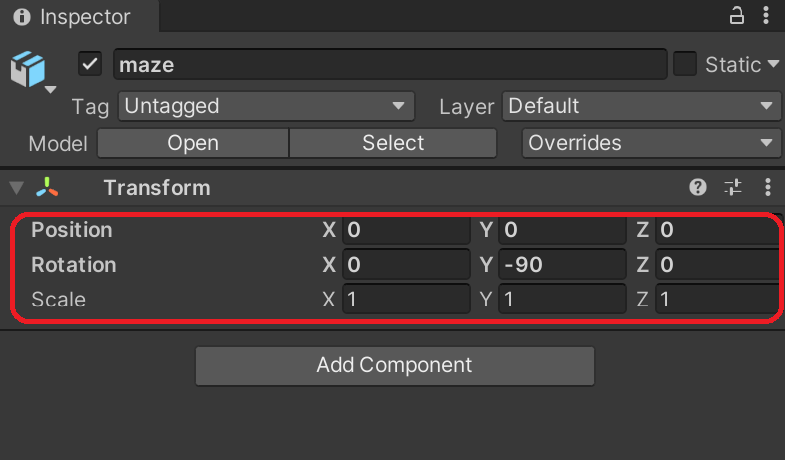 Inspector
maze Static
Tag Untagged Layer Default
Model Open Select Overrides
Transform
Position X 0 Y 0 Z 0
Rotation X 0 Y -90 Z 0
Scale X 1 Y 1 Z 1
Add Component